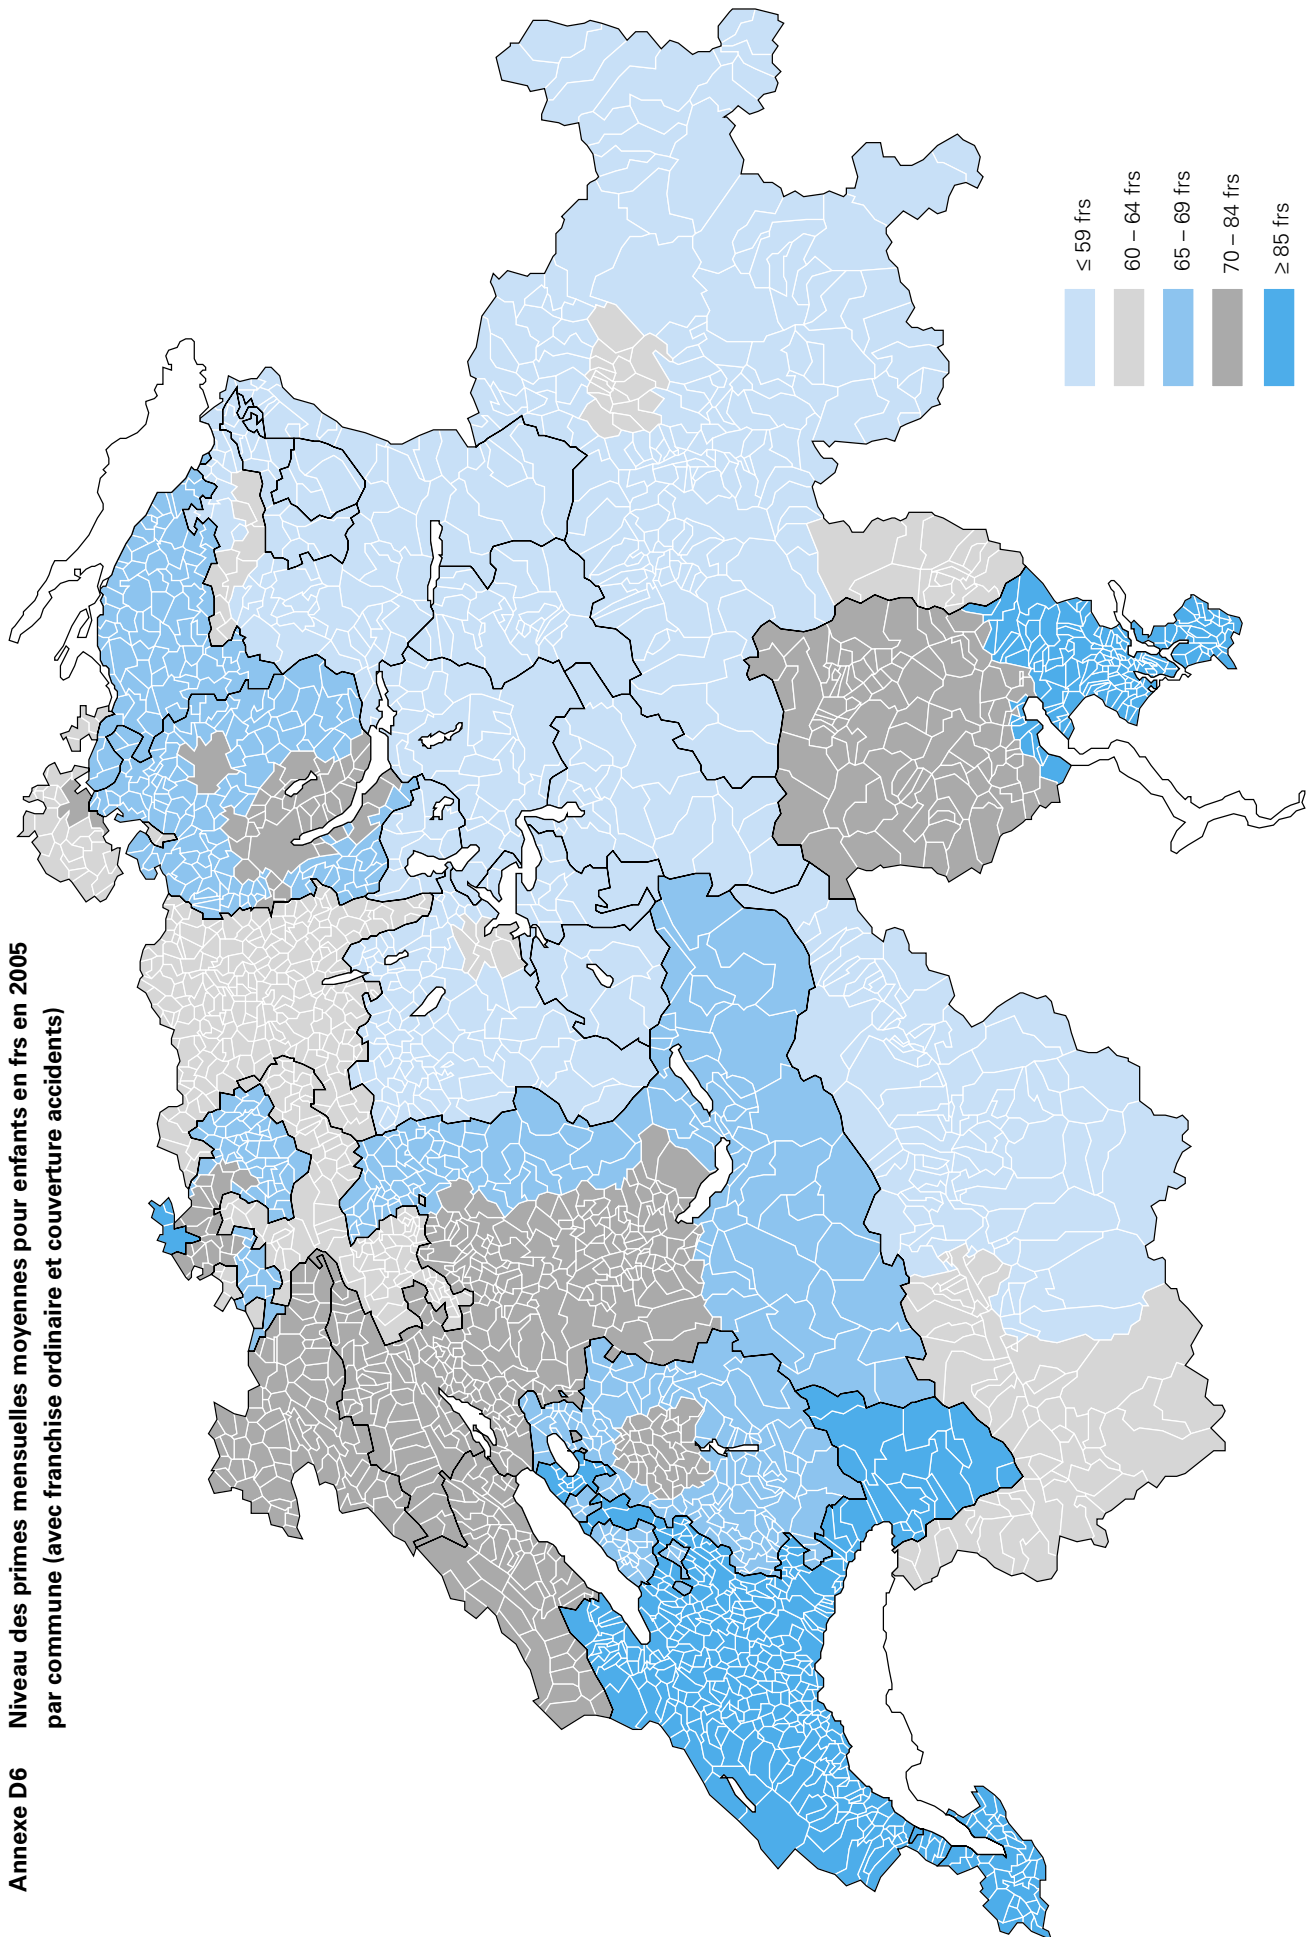 Annexe D6 Niveau des primes mensuelles moyennes pour enfants en frs en 2005
par commune (avec franchise ordinaire et couverture accidents)
≤ 59 frs
60 – 64 frs
65 – 69 frs
70 – 84 frs
≥ 85 frs